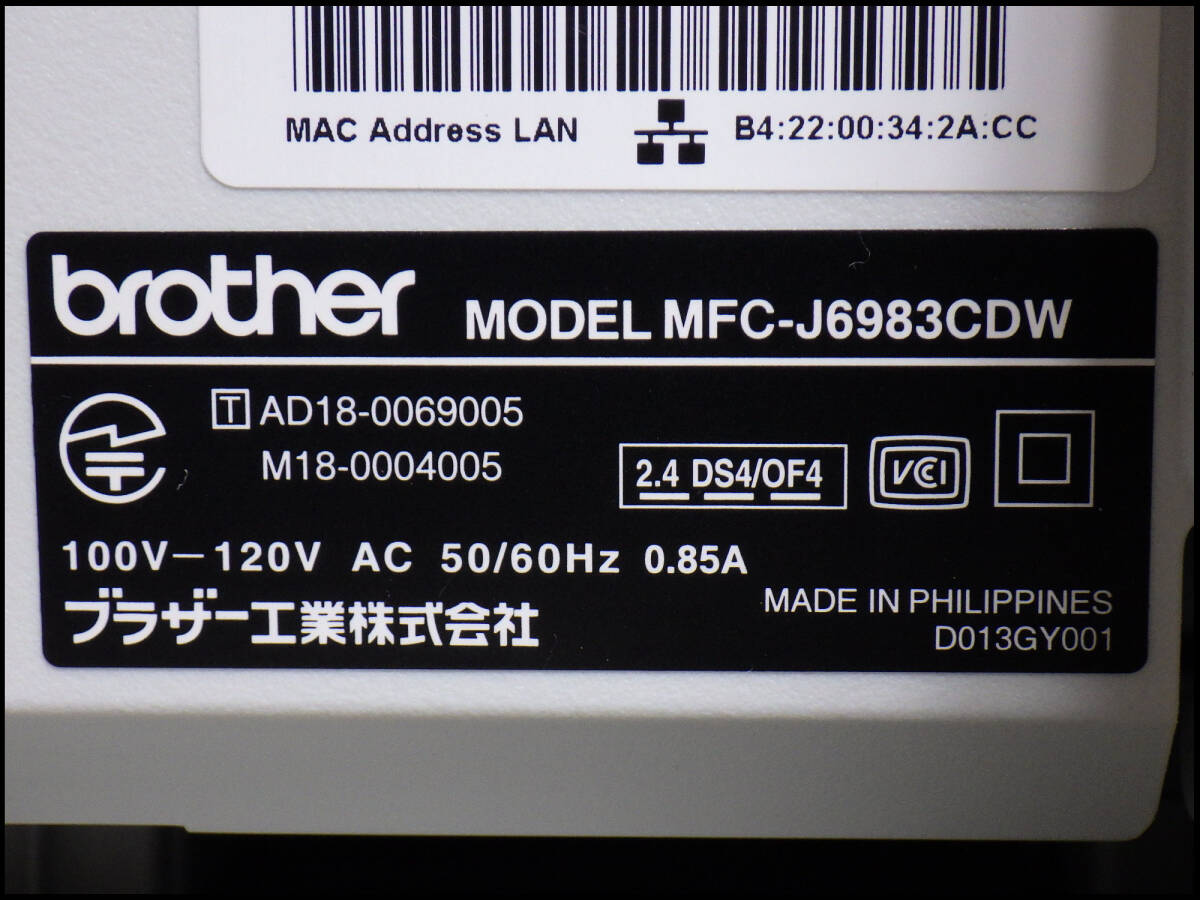 MAC Address LAN B4:22:00:34:2A:CC
brother MODEL MFC-J6983CDW
T AD18-0069005
M18-0004005
2.4 DS4/OF4 VCCI
100V—120V AC 50/60Hz 0.85A
ブラザー工業株式会社
MADE IN PHILIPPINES
D013GY001